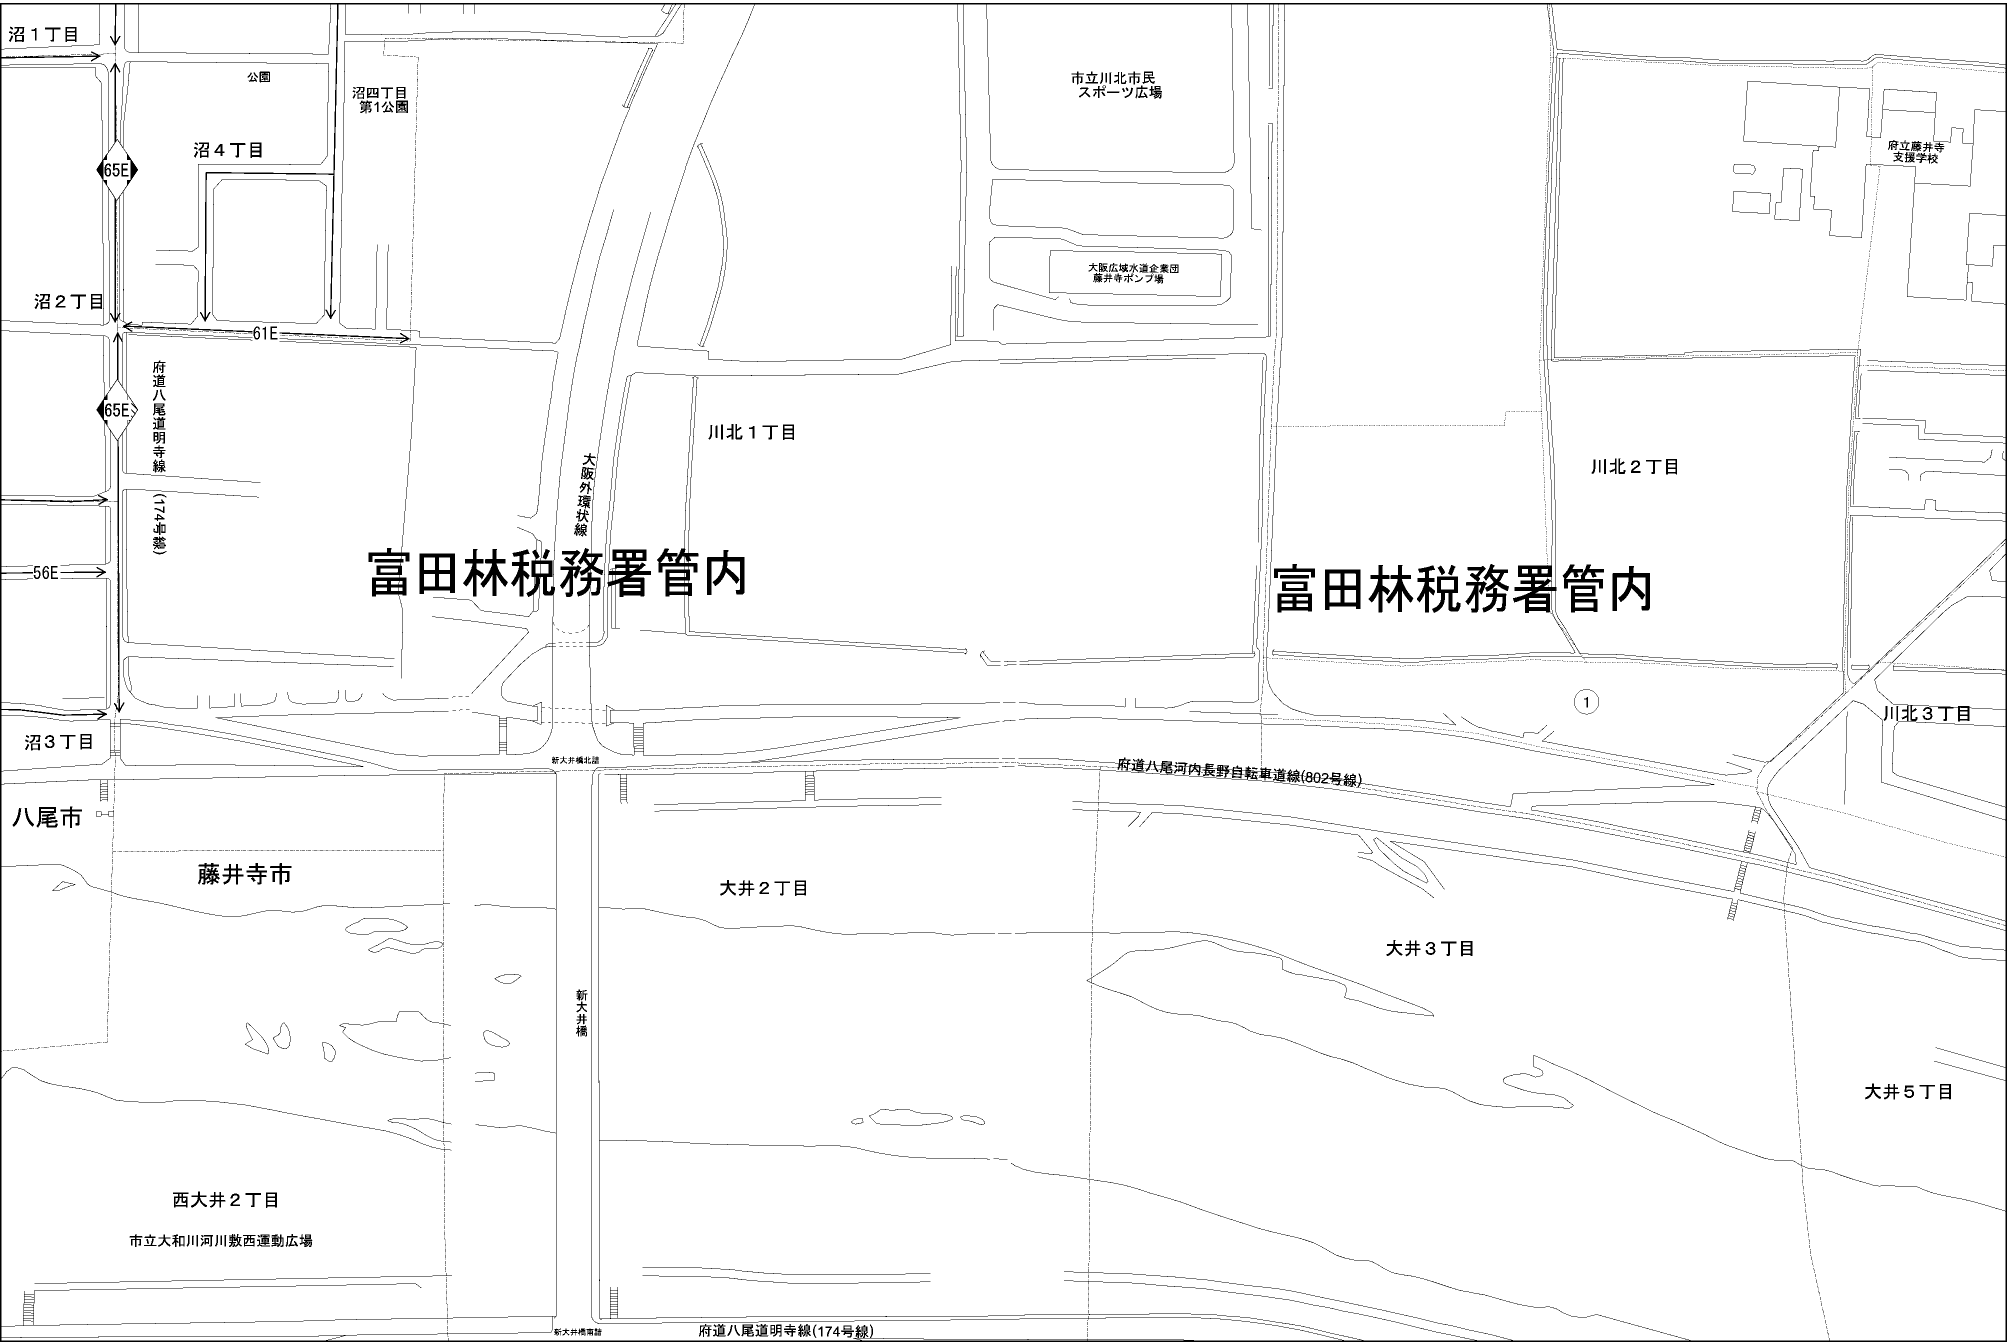 沼１丁目
公園
沼四丁目
第1公園
市立川北市民
スポーツ広場
府立藤井寺
支援学校
沼４丁目
65E
大阪広域水道企業団
藤井寺ポンプ場
沼２丁目
61E
府道八尾道明寺線 (174号線)
65E
川北１丁目
川北２丁目
大阪外環状線
富田林税務署管内
富田林税務署管内
56E
1
川北３丁目
沼３丁目
新大井橋北詰
府道八尾河内長野自転車道線(802号線)
八尾市
藤井寺市
大井２丁目
大井３丁目
新大井橋
大井５丁目
西大井２丁目
市立大和川河川敷西運動広場
新大井橋南詰
府道八尾道明寺線(174号線)